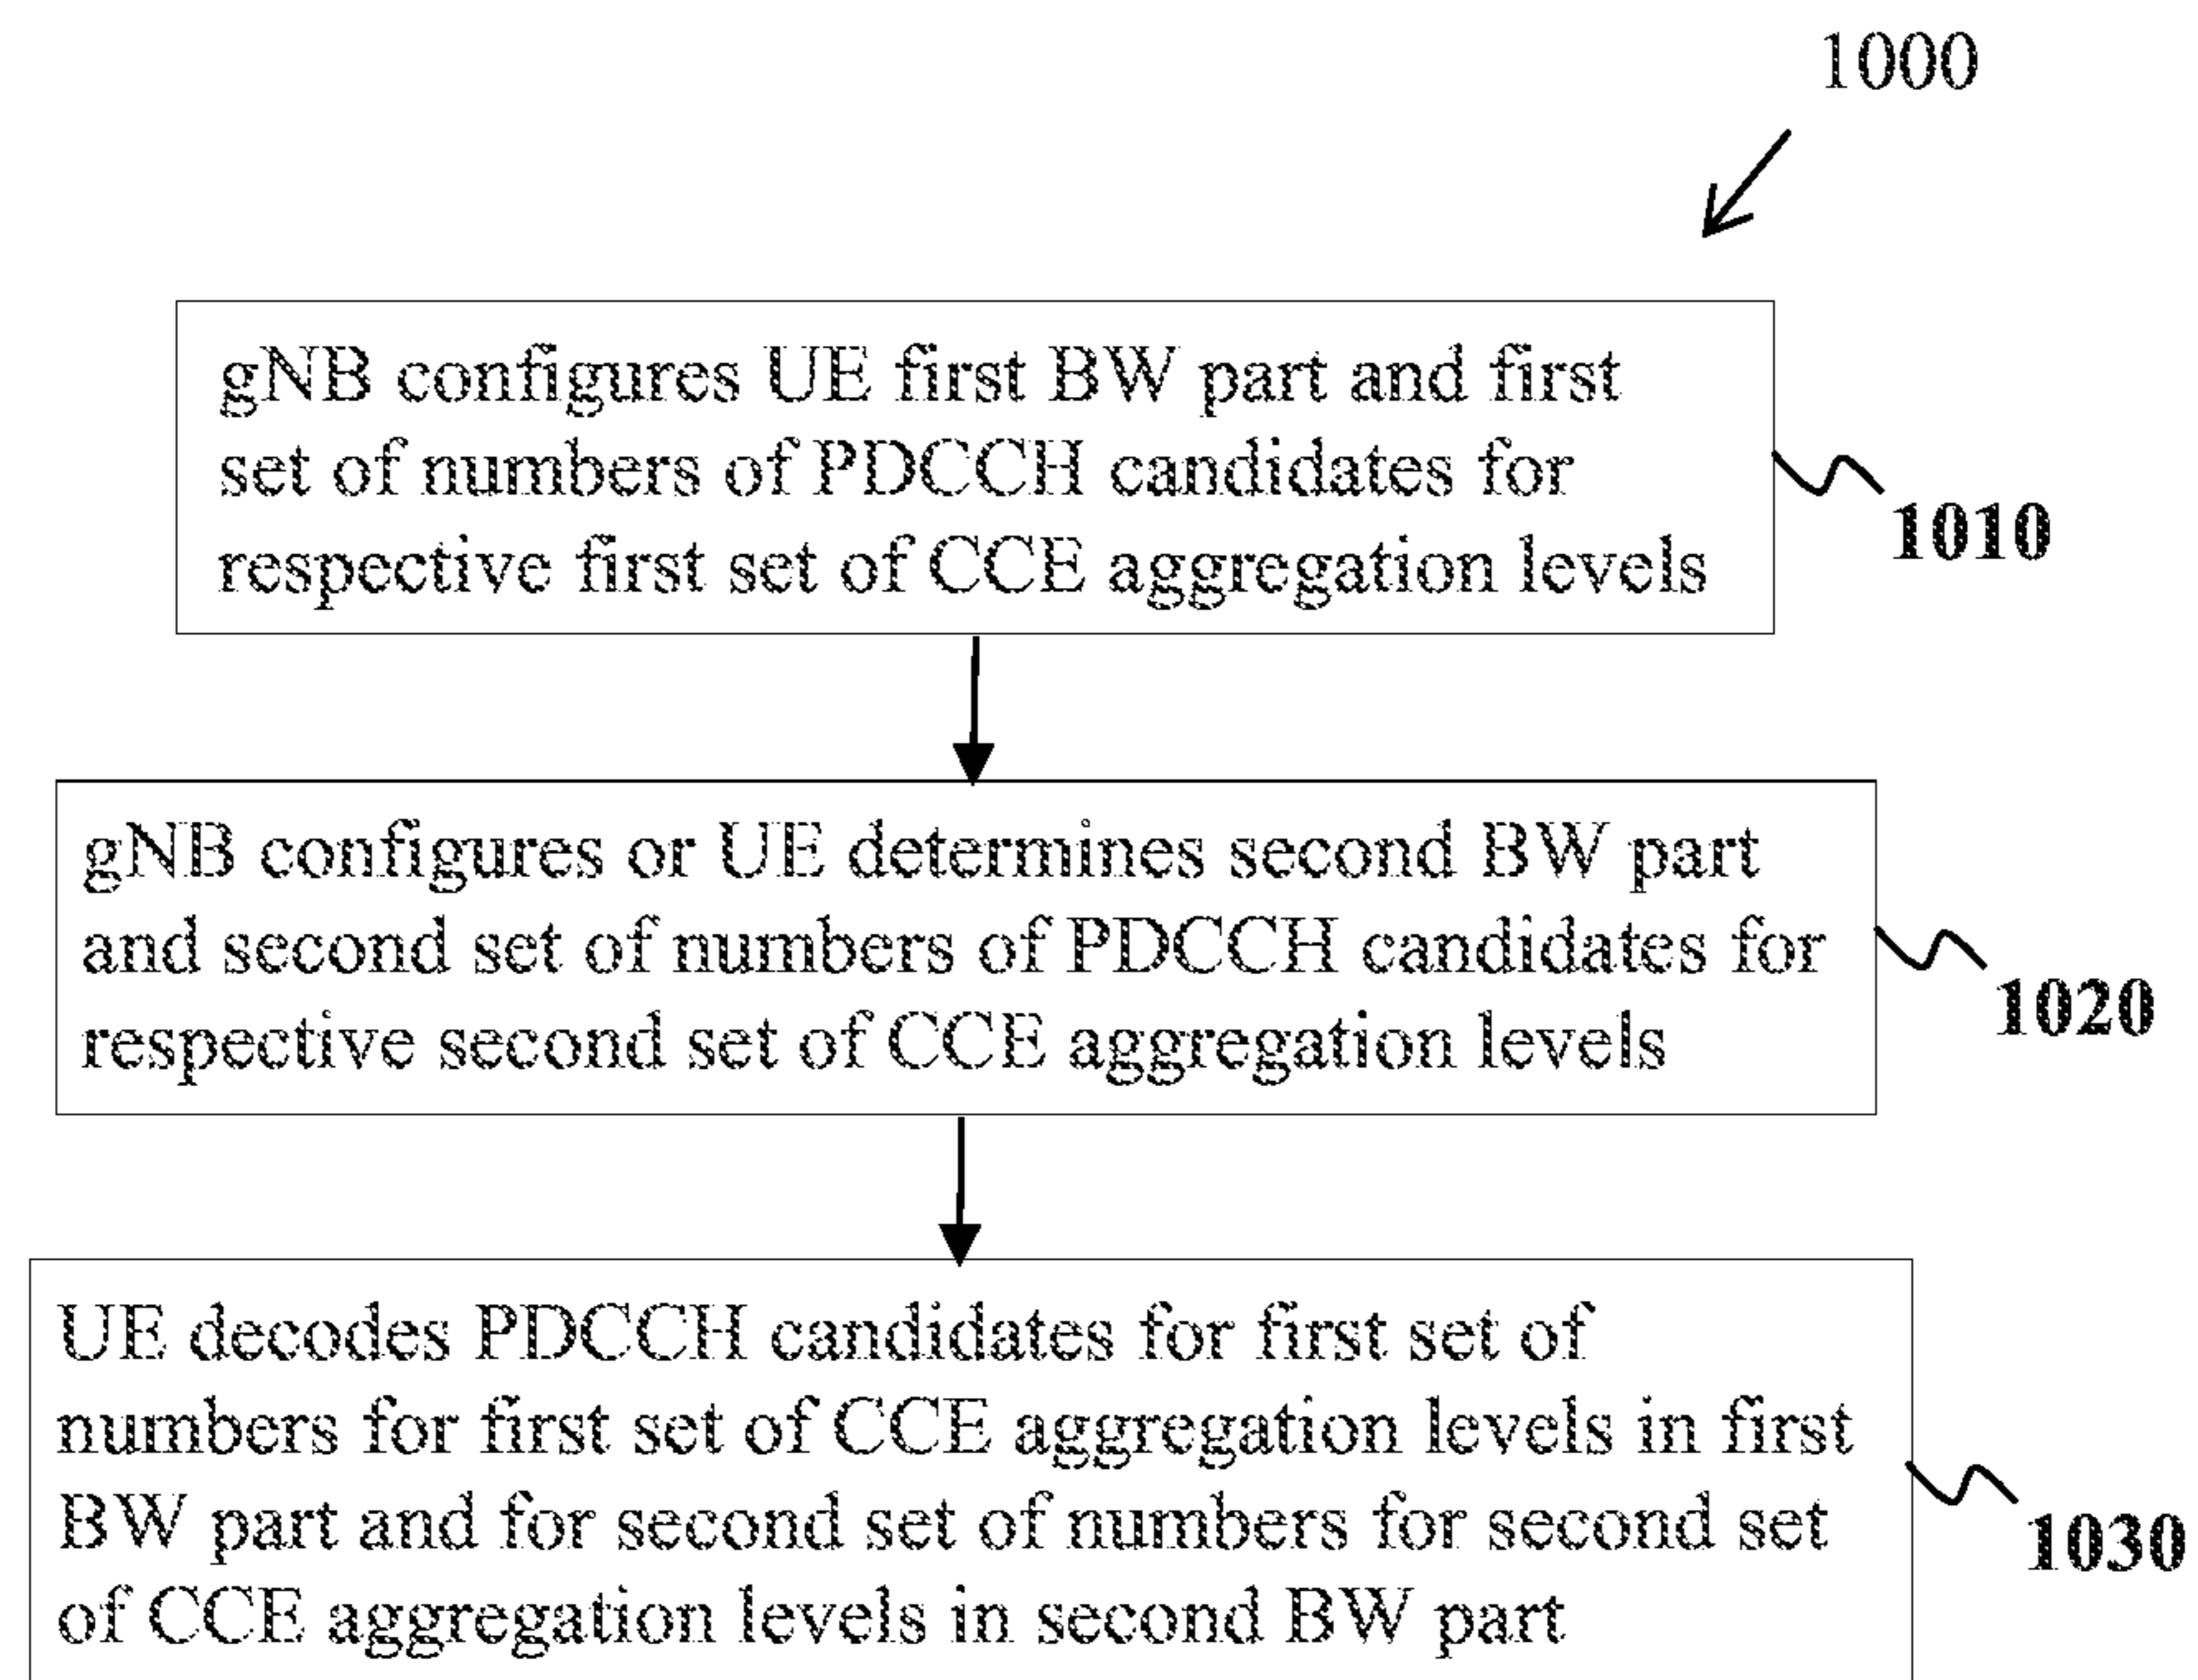 1000
gNB configures UE first BW part and first
set of numbers of PDCCH candidates for
respective first set of CCE aggregation levels
1010
gNB configures or UE determines second BW part
and second set of numbers of PDCCH candidates for
respective second set of CCE aggregation levels
1020
UE decodes PDCCH candidates for first set of
numbers for first set of CCE aggregation levels in first
BW part and for second set of numbers for second set
of CCE aggregation levels in second BW part
1030